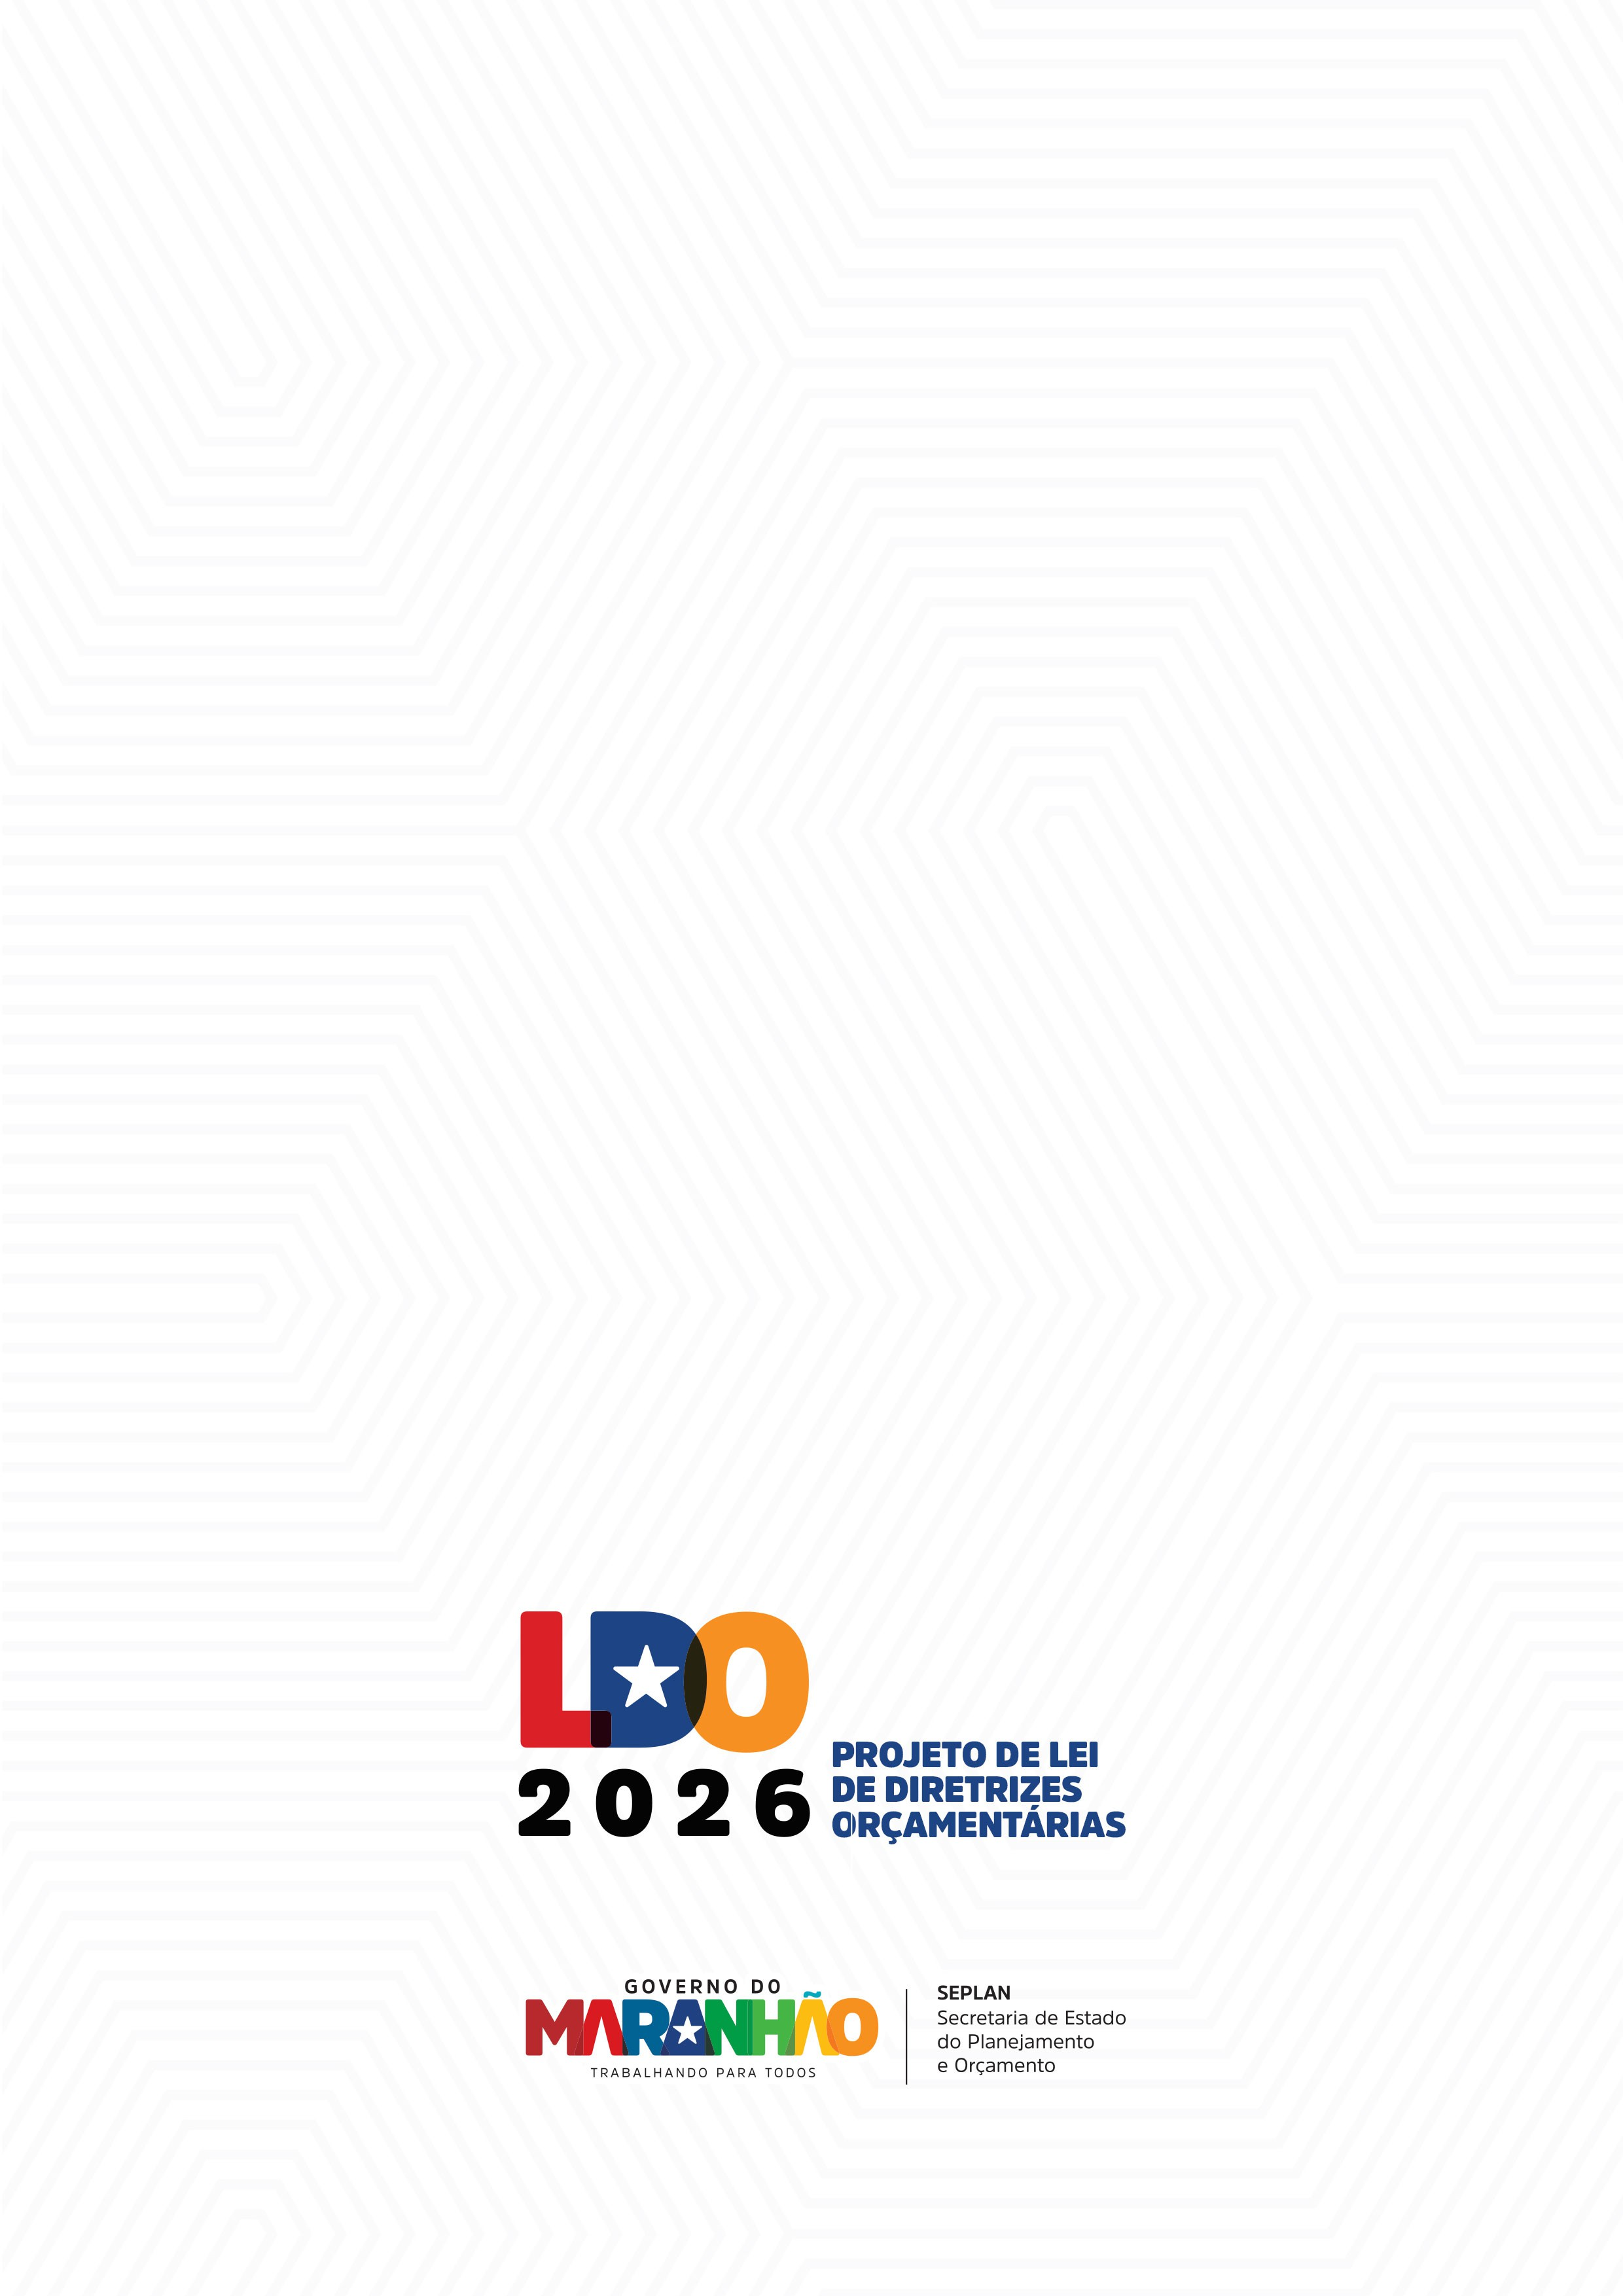 LDO
2026
PROJETO DE LEI
DE DIRETRIZES
ORÇAMENTÁRIAS
GOVERNO DO
MARANHÃO
TRABALHANDO PARA TODOS
SEPLAN
Secretaria de Estado
do Planejamento
e Orçamento